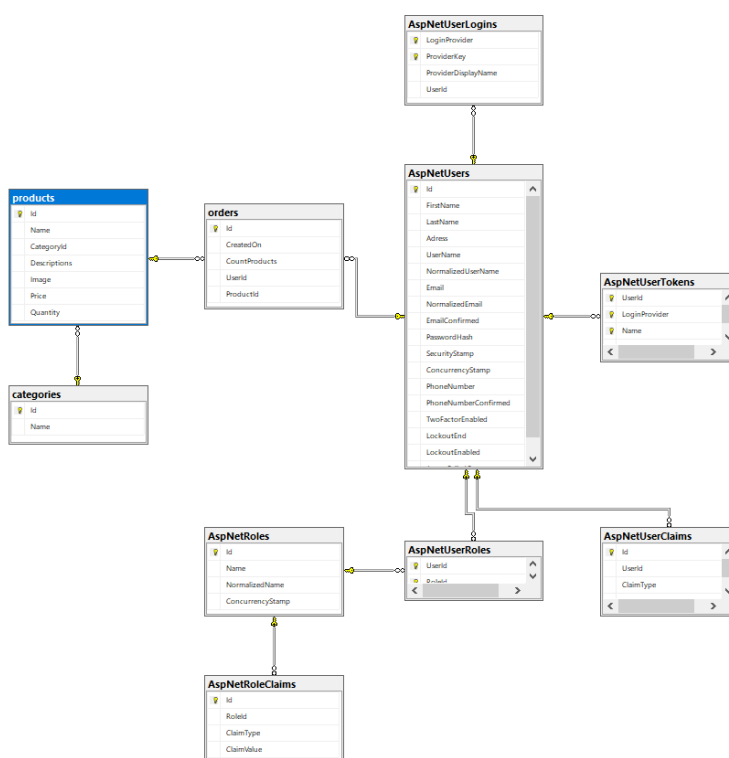 AspNetUserLogins
LoginProvider
ProviderKey
ProviderDisplayName
UserId
AspNetUsers
Id
FirstName
LastName
Adress
UserName
NormalizedUserName
Email
NormalizedEmail
EmailConfirmed
PasswordHash
SecurityStamp
ConcurrencyStamp
PhoneNumber
PhoneNumberConfirmed
TwoFactorEnabled
LockoutEnd
LockoutEnabled
products
Id
Name
CategoryId
Descriptions
Image
Price
Quantity
orders
Id
CreatedOn
CountProducts
UserId
ProductId
AspNetUserTokens
UserId
LoginProvider
Name
categories
Id
Name
AspNetRoles
Id
Name
NormalizedName
ConcurrencyStamp
AspNetUserRoles
UserId
RoleId
AspNetUserClaims
Id
UserId
ClaimType
AspNetRoleClaims
Id
RoleId
ClaimType
ClaimValue